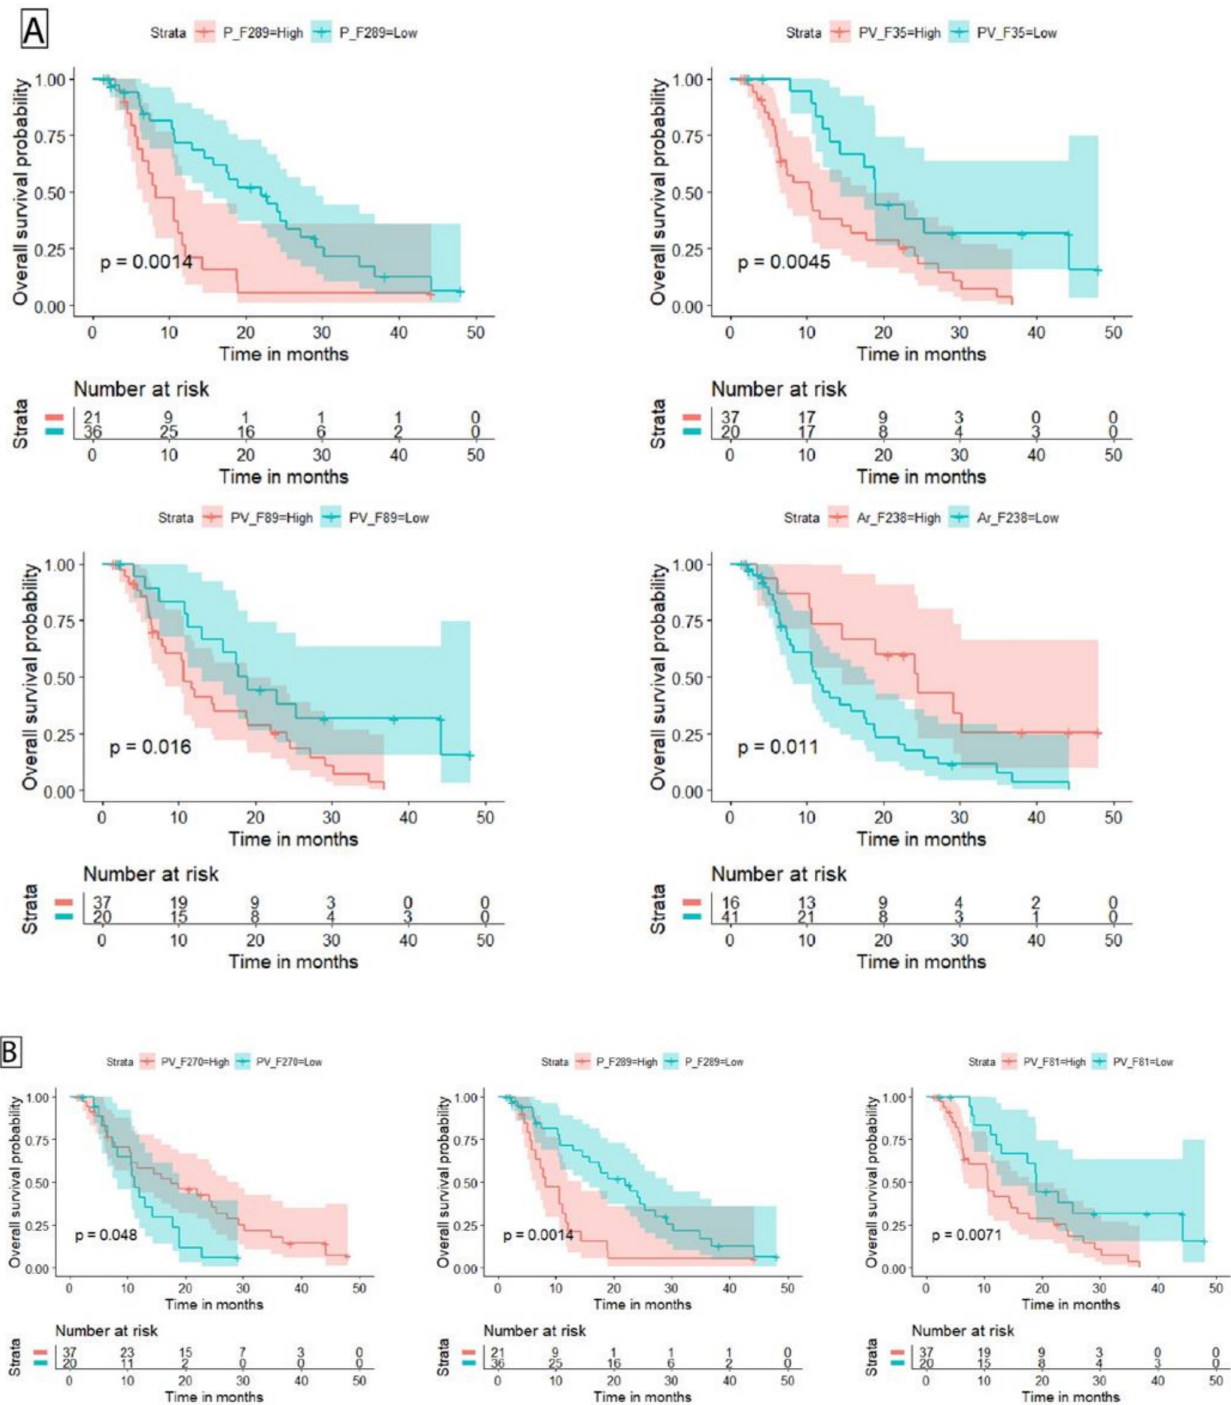 A
Strata P_F289=High P_F289=Low
Overall survival probability
1.00
0.75
0.50
0.25
0.00
p = 0.0014
0 10 20 30 40 50
Time in months
Number at risk
Strata
21 9 1 1 1 0
36 25 16 6 2 0
0 10 20 30 40 50
Time in months
Strata PV_F35=High PV_F35=Low
Overall survival probability
1.00
0.75
0.50
0.25
0.00
p = 0.0045
0 10 20 30 40 50
Time in months
Number at risk
Strata
37 17 9 3 0 0
20 17 8 4 3 0
0 10 20 30 40 50
Time in months
Strata PV_F89=High PV_F89=Low
Overall survival probability
1.00
0.75
0.50
0.25
0.00
p = 0.016
0 10 20 30 40 50
Time in months
Number at risk
Strata
37 19 9 3 0 0
20 15 8 4 3 0
0 10 20 30 40 50
Time in months
Strata Ar_F238=High Ar_F238=Low
Overall survival probability
1.00
0.75
0.50
0.25
0.00
p = 0.011
0 10 20 30 40 50
Time in months
Number at risk
Strata
16 13 9 4 2 0
41 21 8 3 1 0
0 10 20 30 40 50
Time in months
B
Strata PV_F270=High PV_F270=Low
Overall survival probability
1.00
0.75
0.50
0.25
0.00
p = 0.048
0 10 20 30 40 50
Time in months
Number at risk
Strata
37 23 15 7 3 0
20 11 2 0 0 0
0 10 20 30 40 50
Time in months
Strata P_F289=High P_F289=Low
Overall survival probability
1.00
0.75
0.50
0.25
0.00
p = 0.0014
0 10 20 30 40 50
Time in months
Number at risk
Strata
21 9 1 1 1 0
36 25 16 6 2 0
0 10 20 30 40 50
Time in months
Strata PV_F81=High PV_F81=Low
Overall survival probability
1.00
0.75
0.50
0.25
0.00
p = 0.0071
0 10 20 30 40 50
Time in months
Number at risk
Strata
37 19 9 3 0 0
20 15 8 4 3 0
0 10 20 30 40 50
Time in months